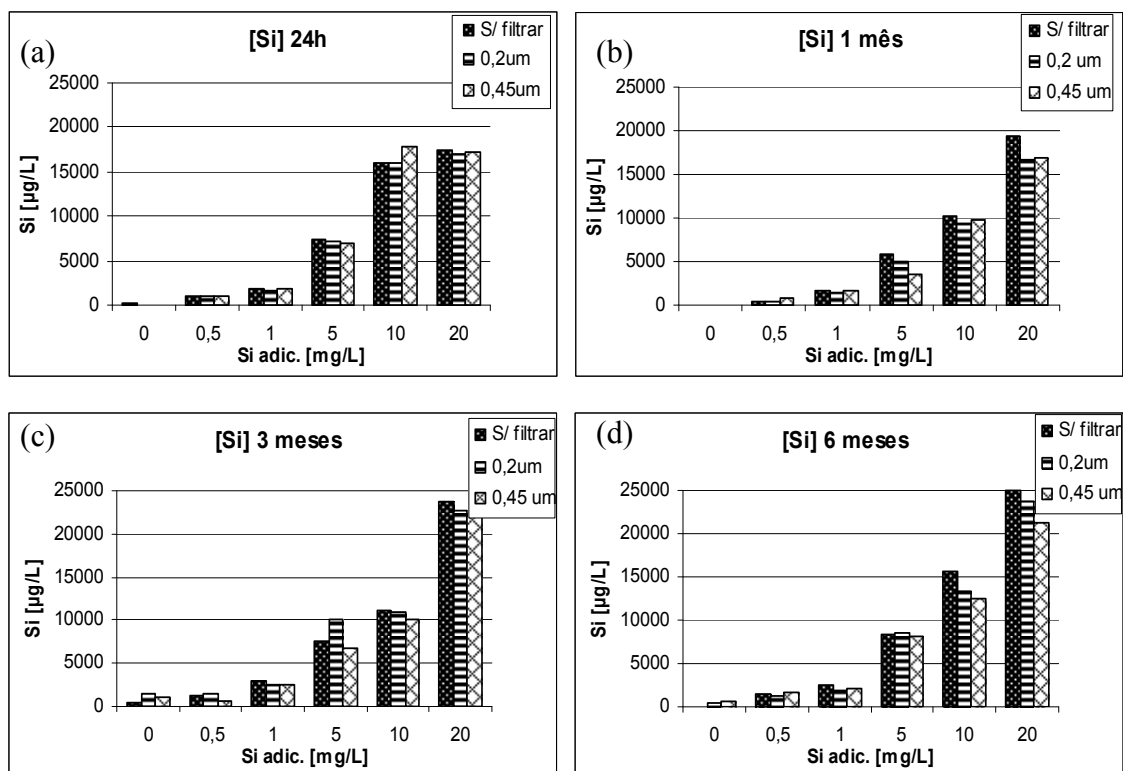 (a)
[Si] 24h
S/ filtrar
0,2um
0,45um
25000
20000
15000
10000
5000
0
Si [µg/L]
0 0,5 1 5 10 20
Si adic. [mg/L]
(b)
[Si] 1 mês
S/ filtrar
0,2 um
0,45 um
25000
20000
15000
10000
5000
0
Si [µg/L]
0 0,5 1 5 10 20
Si adic. [mg/L]
(c)
[Si] 3 meses
S/ filtrar
0,2um
0,45 um
25000
20000
15000
10000
5000
0
Si [µg/L]
0 0,5 1 5 10 20
Si adic. [mg/L]
(d)
[Si] 6 meses
S/ filtrar
0,2um
0,45 um
25000
20000
15000
10000
5000
0
Si [µg/L]
0 0,5 1 5 10 20
Si adic. [mg/L]